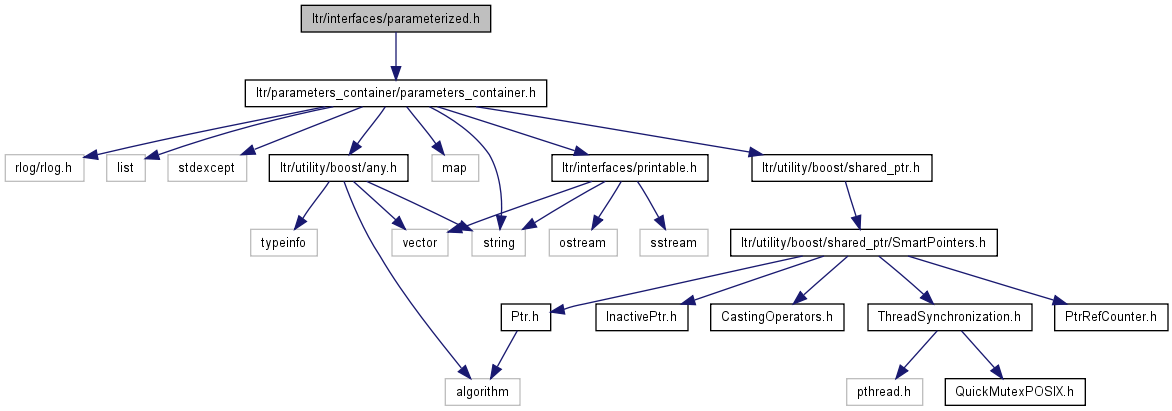 ltr/interfaces/parameterized.h
ltr/parameters_container/parameters_container.h
rlog/rlog.h
list
stdexcept
ltr/utility/boost/any.h
map
ltr/interfaces/printable.h
ltr/utility/boost/shared_ptr.h
typeinfo
vector
string
ostream
sstream
ltr/utility/boost/shared_ptr/SmartPointers.h
Ptr.h
InactivePtr.h
CastingOperators.h
ThreadSynchronization.h
PtrRefCounter.h
algorithm
pthread.h
QuickMutexPOSIX.h